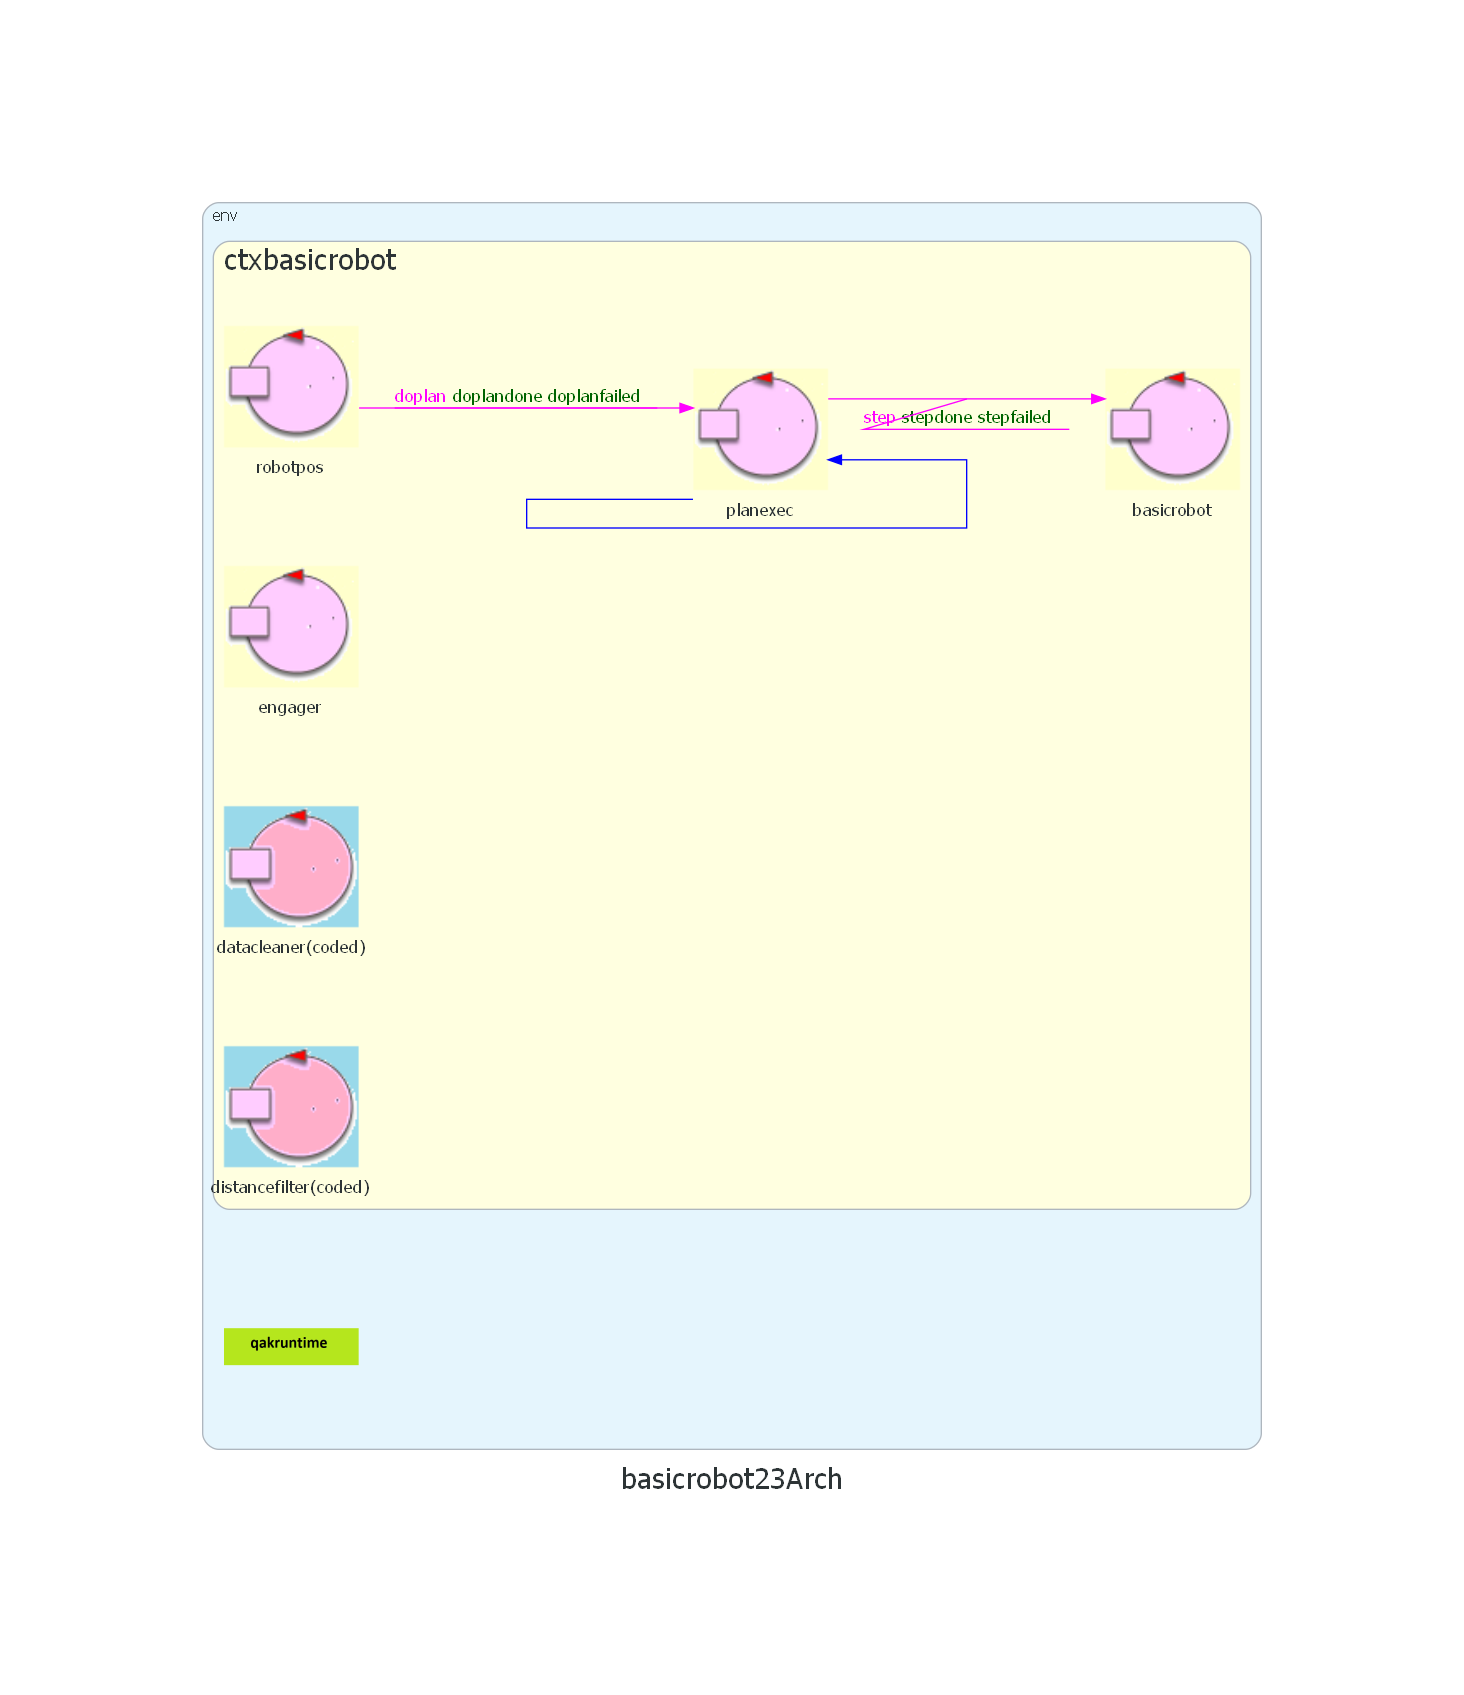 env
ctxbasicrobot
doplan doplandone doplanfailed
step stepdone stepfailed
robotpos
planexec
basicrobot
engager
datacleaner(coded)
distancefilter(coded)
qakruntime
basicrobot23Arch